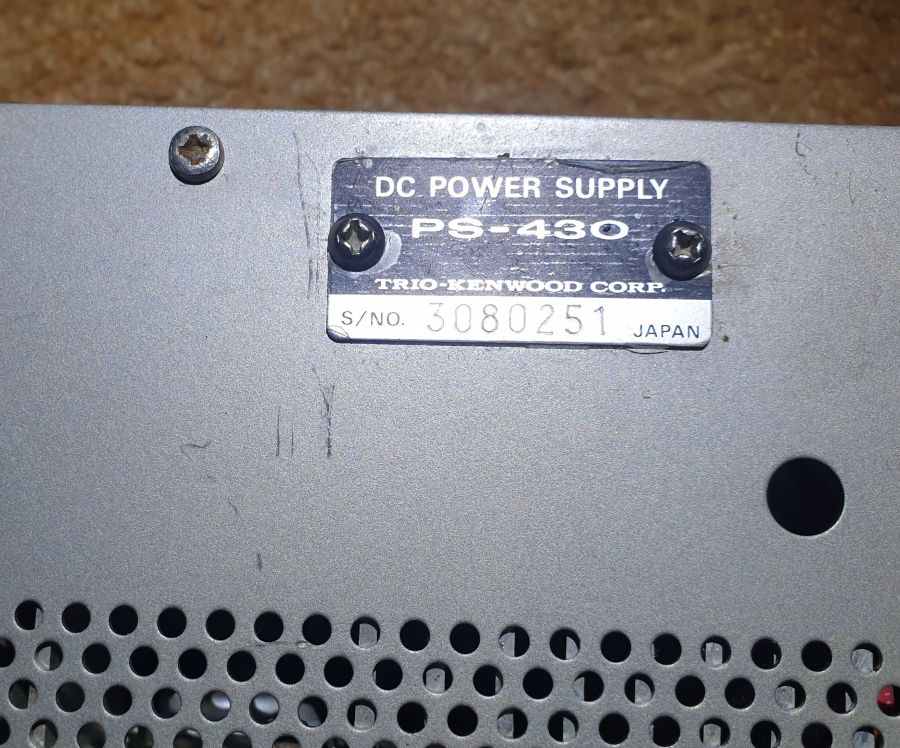 DC POWER SUPPLY
PS-430
TRIO-KENWOOD CORP.
S/NO. 3080251 JAPAN